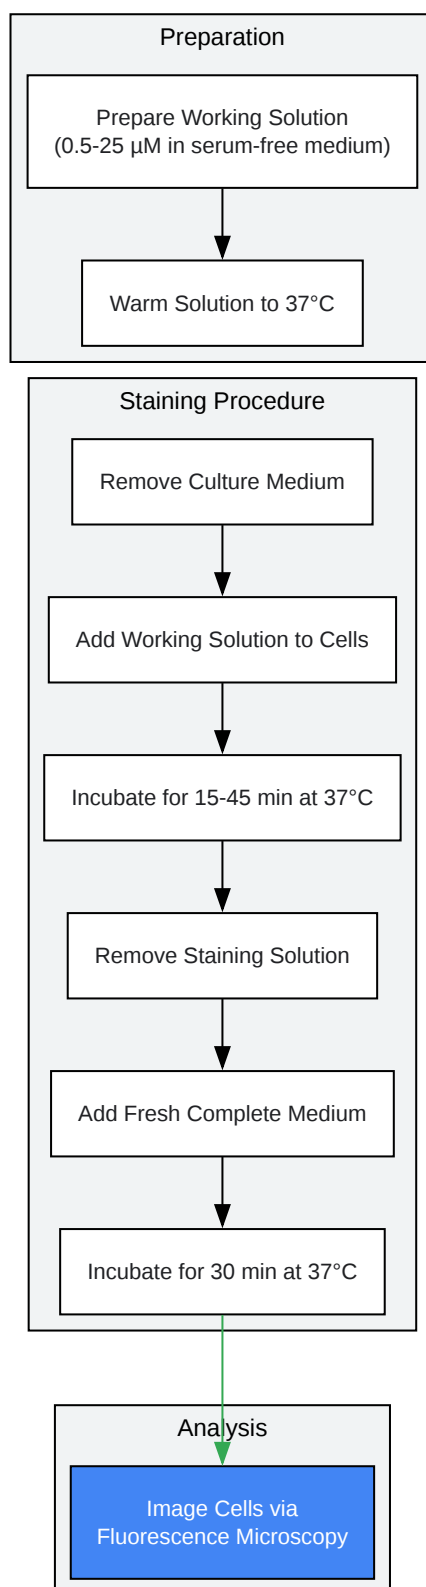 Preparation
Prepare Working Solution
(0.5-25 µM in serum-free medium)
Warm Solution to 37°C
Staining Procedure
Remove Culture Medium
Add Working Solution to Cells
Incubate for 15-45 min at 37°C
Remove Staining Solution
Add Fresh Complete Medium
Incubate for 30 min at 37°C
Analysis
Image Cells via
Fluorescence Microscopy